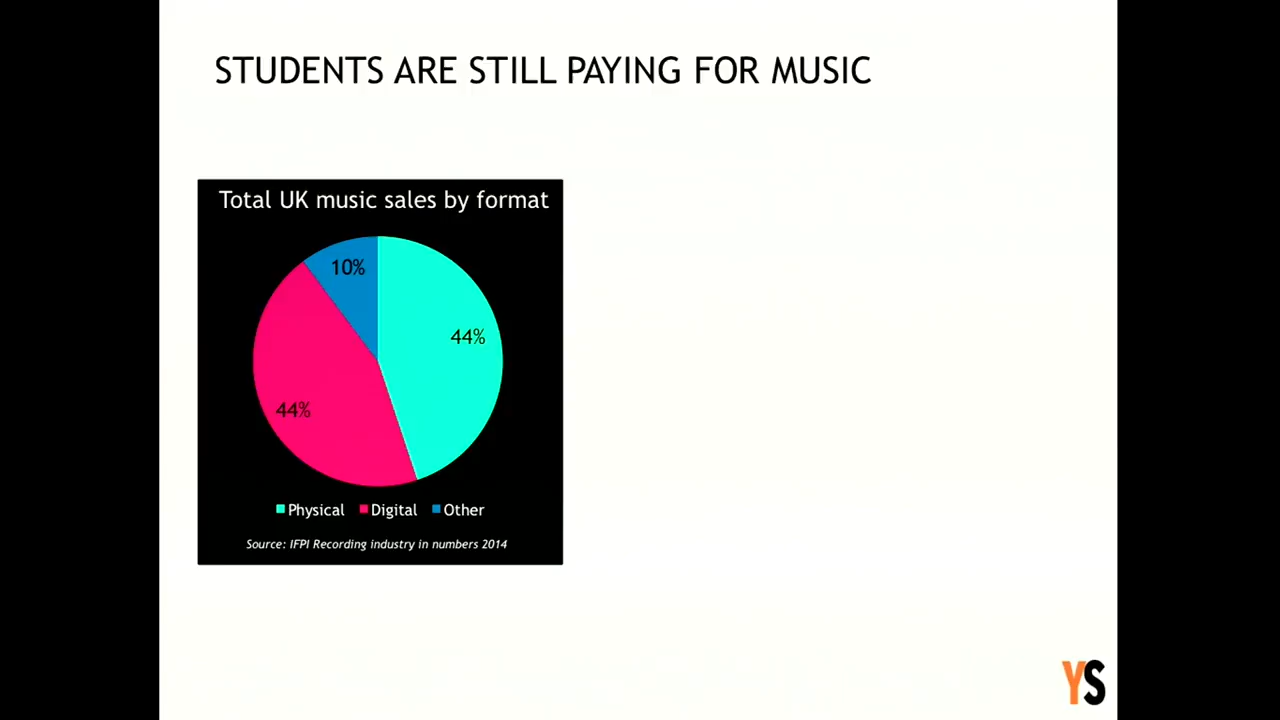 STUDENTS ARE STILL PAYING FOR MUSIC
Total UK music sales by format
10%
44%
44%
Physical Digital Other
Source: IFPI Recording industry in numbers 2014
YS